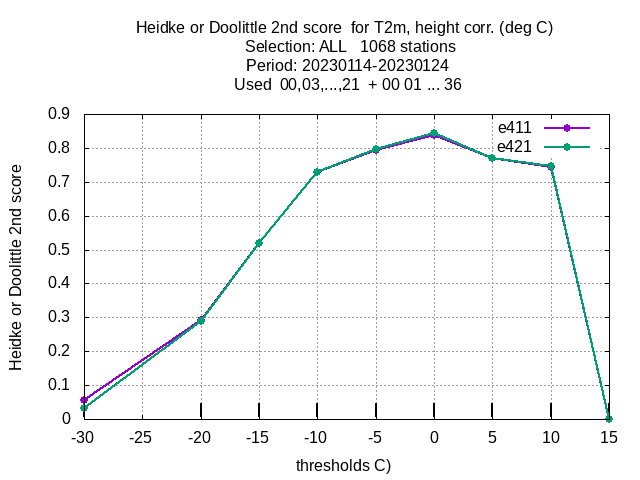 Heidke or Doolittle 2nd score  for T2m, height corr. (deg C)
Selection: ALL   1068 stations
Period: 20230114-20230124
Used  00,03,...,21  + 00 01 ... 36
e411
e421
Heidke or Doolittle 2nd score
0.9
0.8
0.7
0.6
0.5
0.4
0.3
0.2
0.1
0
-30 -25 -20 -15 -10 -5 0 5 10 15
thresholds C)